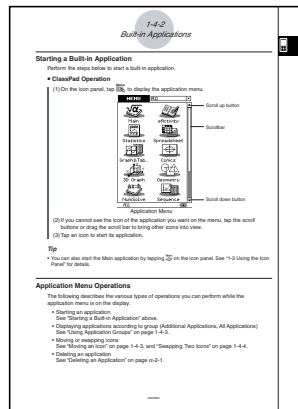 1-4-2
Built-in Applications
Starting a Built-in Application
Perform the steps below to start a built-in application.
• ClassPad Operation
(1) On the icon panel, tap to display the application menu.
MENU All
Scroll up button
Main eActivity
Scrollbar
Statistics Spreadsheet
Graph&Tab.. Conics
3D Graph Geometry
NumSolve Sequence
Scroll down button
Application Menu
(2) If you cannot see the icon of the application you want on the menu, tap the scroll
buttons or drag the scroll bar to bring other icons into view.
(3) Tap an icon to start its application.
Tip
• You can also start the Main application by tapping on the icon panel. See “1-3 Using the Icon
Panel” for details.
Application Menu Operations
The following describes the various types of operations you can perform while the
application menu is on the display.
• Starting an application
See “Starting a Built-in Application” above.
• Displaying applications according to group (Additional Applications, All Applications)
See “Using Application Groups” on page 1-4-3.
• Moving or swapping icons
See “Moving an Icon” on page 1-4-3, and “Swapping Two Icons” on page 1-4-4.
• Deleting an application
See “Deleting an Application” on page α-2-1.